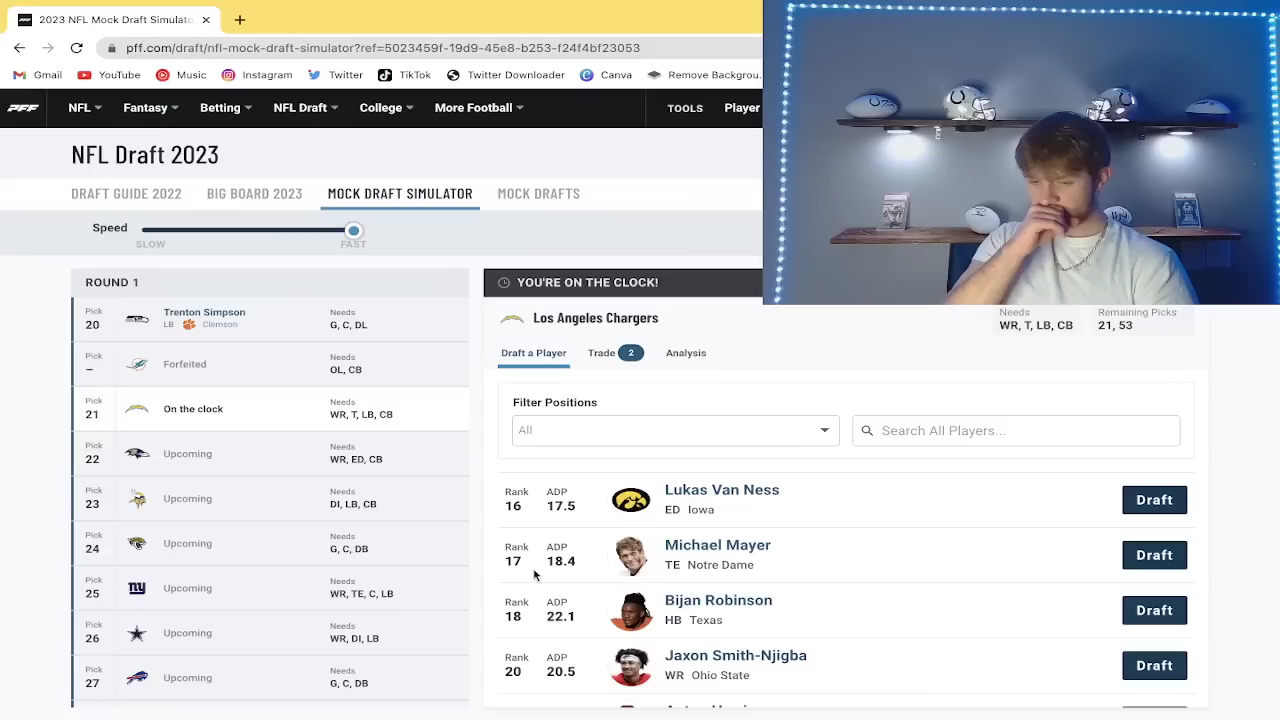 2023 NFL Mock Draft Simulato
pff.com/draft/nfl-mock-draft-simulator?ref=5023459f-19d9-45e8-b253-f24f4bf23053
Gmail YouTube Music Instagram Twitter TikTok Twitter Downloader Canva Remove Backgrou...
PFF NFL Fantasy Betting NFL Draft College More Football TOOLS Player
NFL Draft 2023
DRAFT GUIDE 2022 BIG BOARD 2023 MOCK DRAFT SIMULATOR MOCK DRAFTS
Speed
SLOW FAST
ROUND 1
Pick 20 Trenton Simpson LB Clemson Needs G, C, DL
Pick – Forfeited Needs OL, CB
Pick 21 On the clock Needs WR, T, LB, CB
Pick 22 Upcoming Needs WR, ED, CB
Pick 23 Upcoming Needs DI, LB, CB
Pick 24 Upcoming Needs G, C, DB
Pick 25 Upcoming Needs WR, TE, C, LB
Pick 26 Upcoming Needs WR, DI, LB
Pick 27 Upcoming Needs G, C, DB
YOU'RE ON THE CLOCK!
Los Angeles Chargers
Needs Remaining Picks
WR, T, LB, CB 21, 53
Draft a Player Trade 2 Analysis
Filter Positions
All Search All Players...
Rank 16 ADP 17.5 Lukas Van Ness ED Iowa Draft
Rank 17 ADP 18.4 Michael Mayer TE Notre Dame Draft
Rank 18 ADP 22.1 Bijan Robinson HB Texas Draft
Rank 20 ADP 20.5 Jaxon Smith-Njigba WR Ohio State Draft